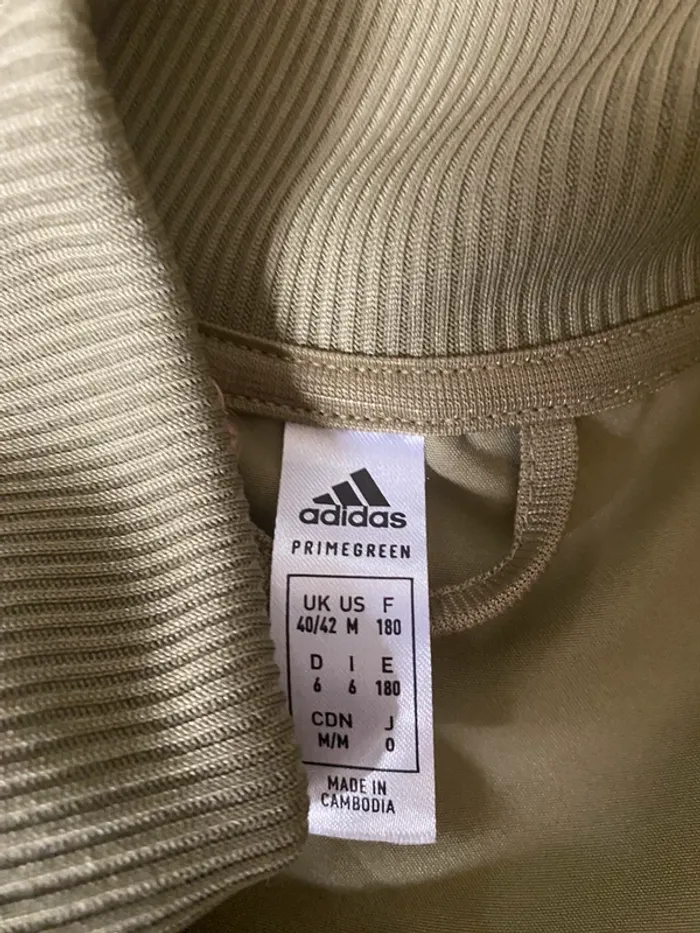 adidas
PRIMEGREEN
UK US F
40/42 M 180
D I E
6 6 180
CDN J
M/M O
MADE IN
CAMBODIA